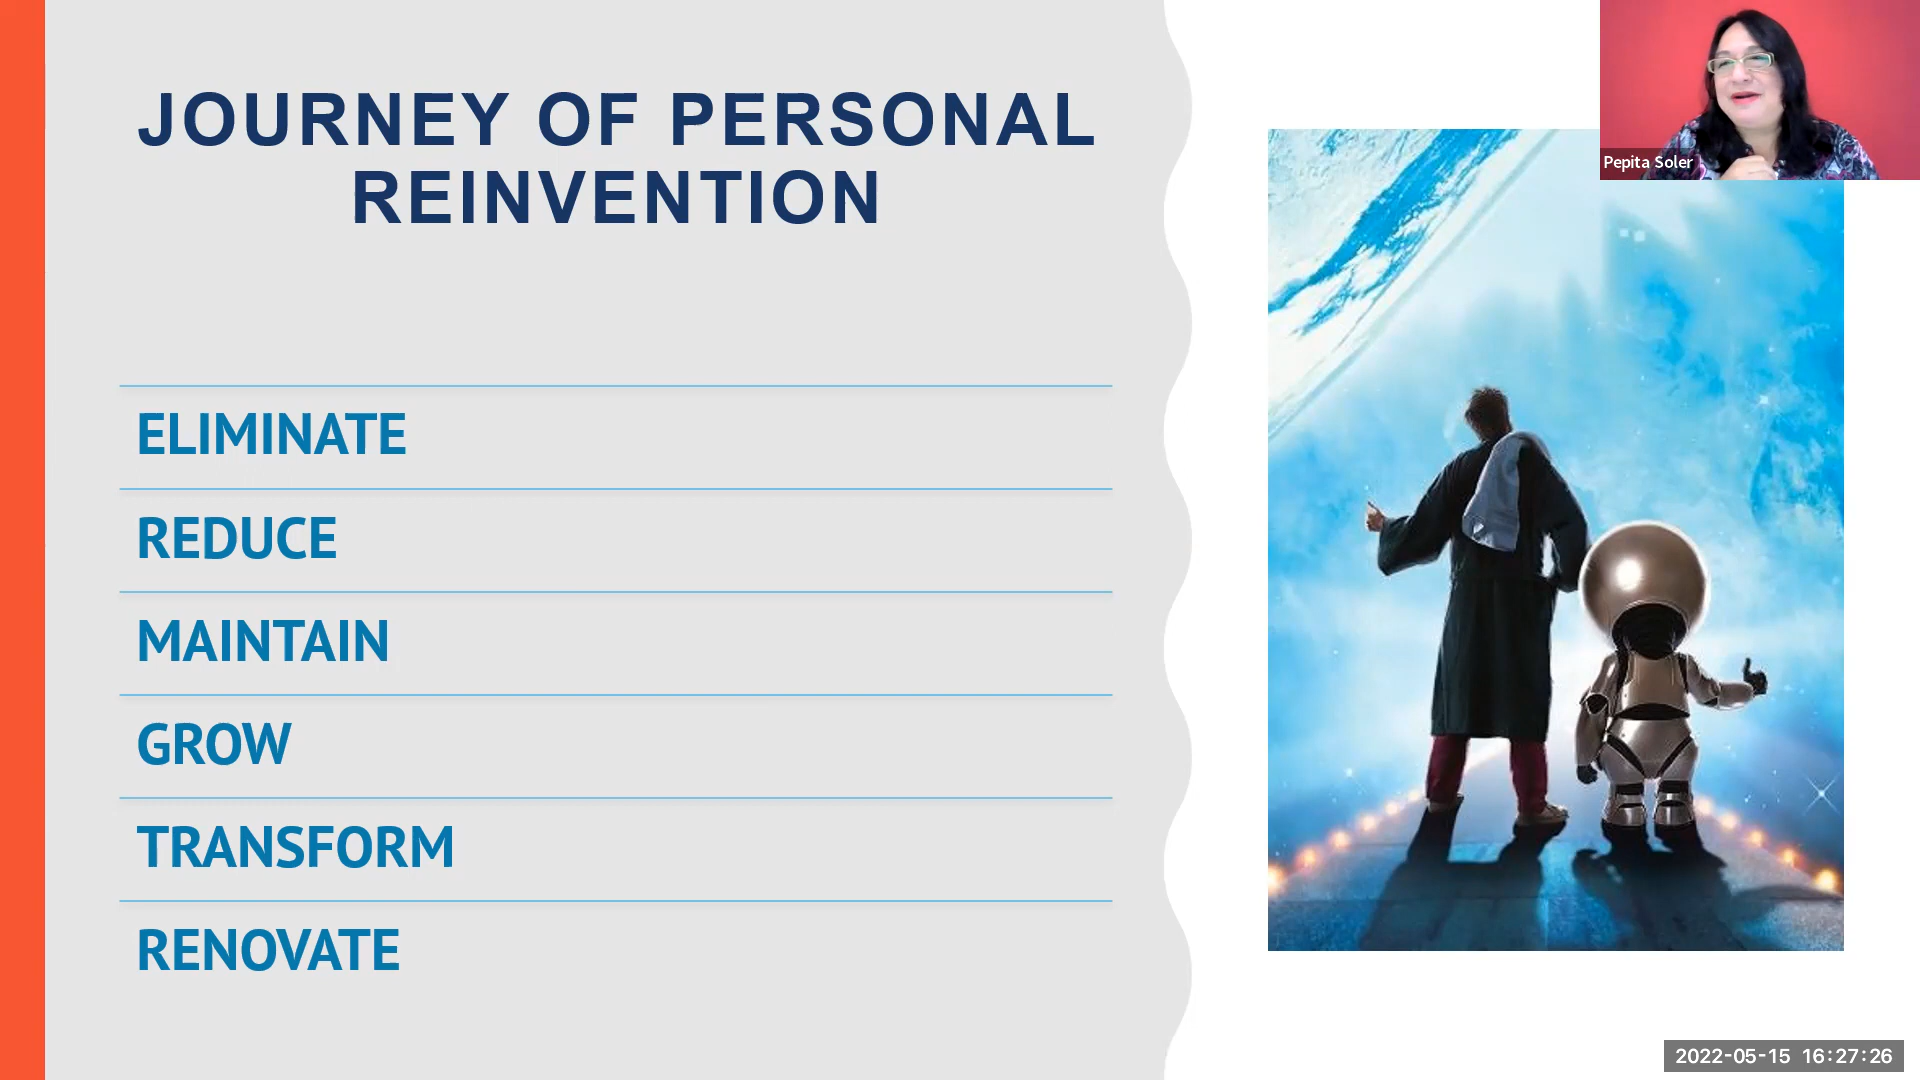 JOURNEY OF PERSONAL
REINVENTION
ELIMINATE
REDUCE
MAINTAIN
GROW
TRANSFORM
RENOVATE
Pepita Soler
2022-05-15 16:27:26